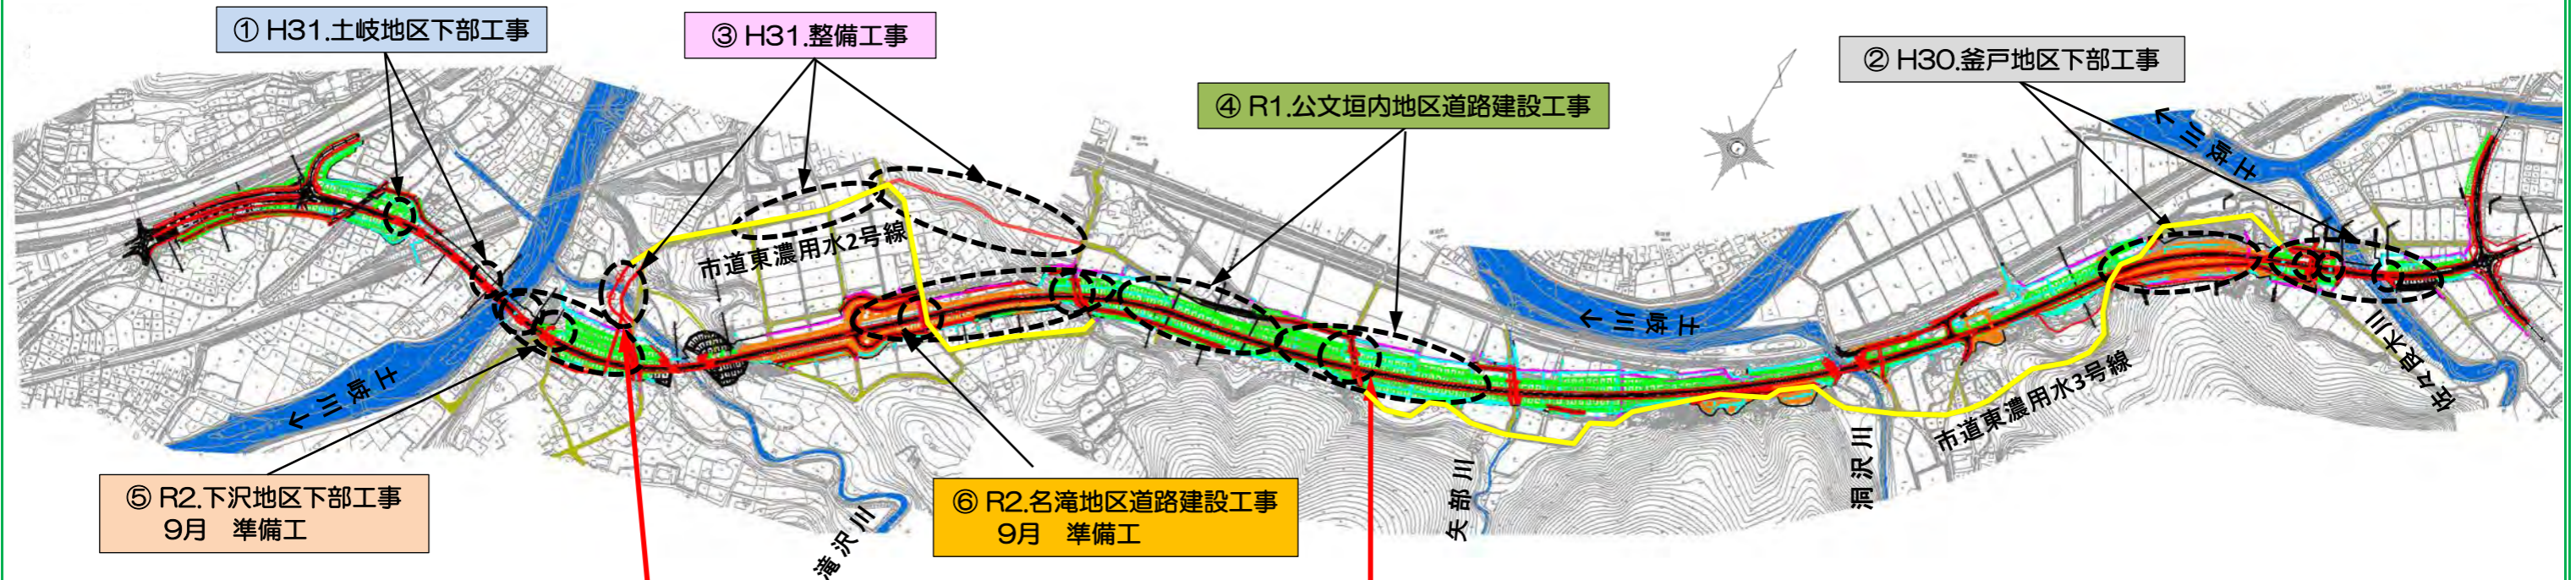 ① H31.土岐地区下部工事
③ H31.整備工事
② H30.釜戸地区下部工事
④ R1.公文垣内地区道路建設工事
土岐川
市道東濃用水2号線
土岐川
土岐川
佐々良木川
市道東濃用水3号線
⑤ R2.下沢地区下部工事
9月 準備工
⑥ R2.名滝地区道路建設工事
9月 準備工
滝沢川
矢部川
洞沢川